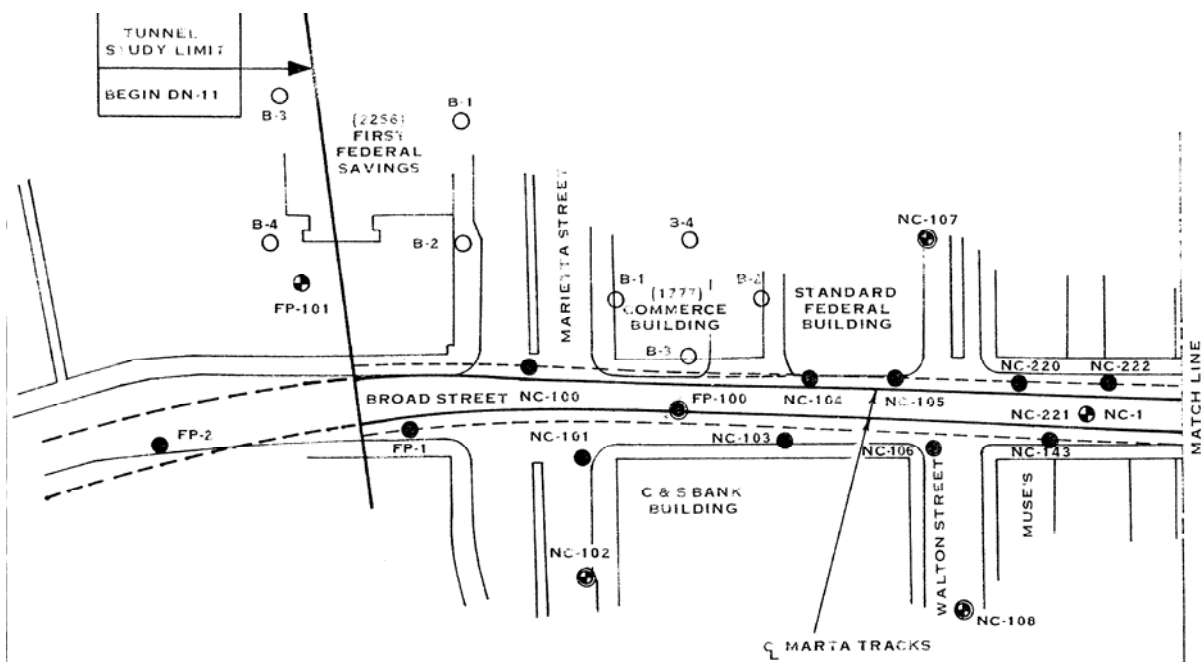 TUNNEL
STUDY LIMIT
BEGIN DN-11
B-3
B-1
(2256)
FIRST
FEDERAL
SAVINGS
B-4
B-2
FP-101
MARIETTA STREET
3-4
B-1
B-2
(1777)
COMMERCE
BUILDING
B-3
STANDARD
FEDERAL
BUILDING
NC-107
BROAD STREET
NC-100
FP-100
NC-104
NC-105
NC-220
NC-222
NC-221
NC-1
MATCH LINE
FP-2
FP-1
NC-101
NC-103
NC-106
NC-143
C & S BANK
BUILDING
WALTON STREET
MUSE'S
NC-102
NC-108
℄ MARTA TRACKS